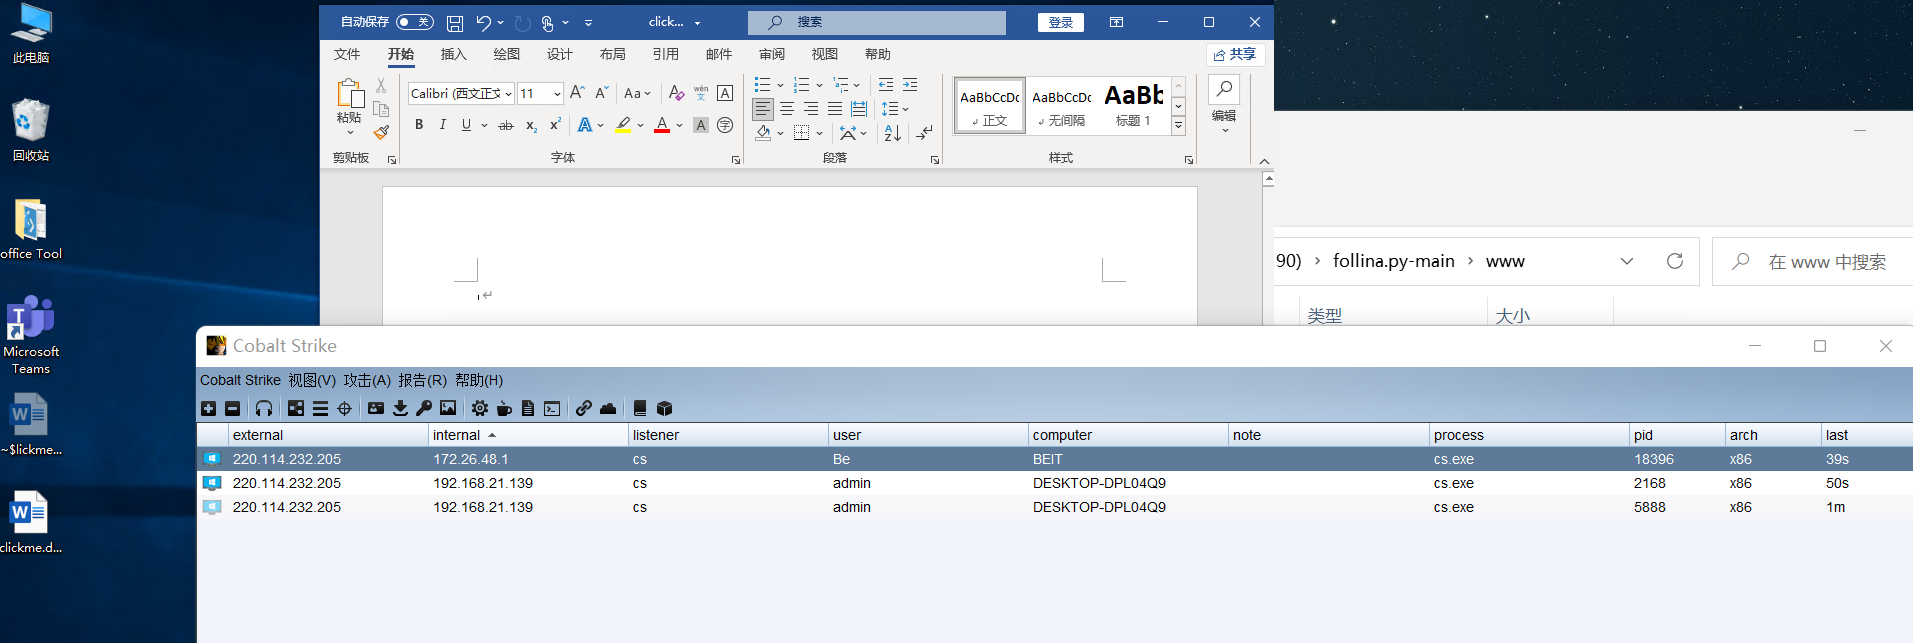 此电脑
回收站
office Tool
Microsoft
Teams
~$lickme...
clickme.d...
自动保存 关 click... 搜索 登录
文件 开始 插入 绘图 设计 布局 引用 邮件 审阅 视图 帮助 共享
粘贴
剪贴板
Calibri (西文正文 11 A A Aa A wén 文 A
B I U ab x2 x2 A A A 字
字体
段落
AaBbCcDc AaBbCcDc AaBb
正文 无间隔 标题 1
样式
编辑
90) › follina.py-main › www 在 www 中搜索
类型 大小
Cobalt Strike
Cobalt Strike 视图(V) 攻击(A) 报告(R) 帮助(H)
external internal listener user computer note process pid arch last
220.114.232.205 172.26.48.1 cs Be BEIT cs.exe 18396 x86 39s
220.114.232.205 192.168.21.139 cs admin DESKTOP-DPL04Q9 cs.exe 2168 x86 50s
220.114.232.205 192.168.21.139 cs admin DESKTOP-DPL04Q9 cs.exe 5888 x86 1m